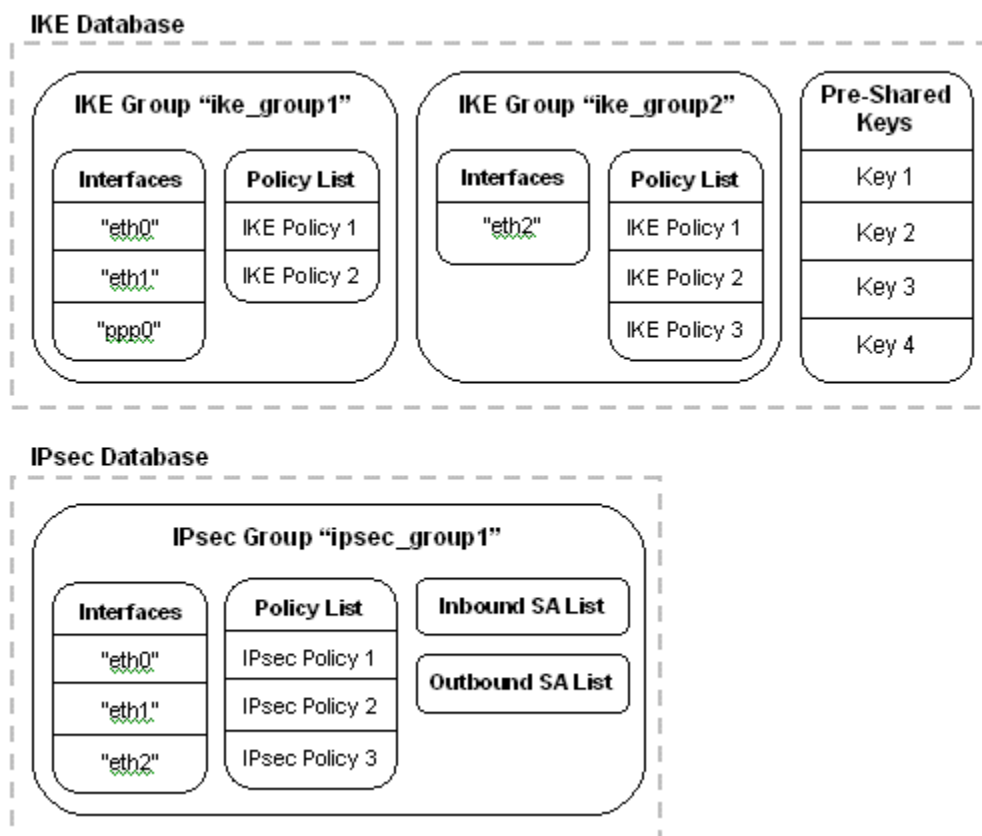 IKE Database
IKE Group “ike_group1”
Interfaces
"eth0"
"eth1"
"ppp0"
Policy List
IKE Policy 1
IKE Policy 2
IKE Group “ike_group2”
Interfaces
"eth2"
Policy List
IKE Policy 1
IKE Policy 2
IKE Policy 3
Pre-Shared
Keys
Key 1
Key 2
Key 3
Key 4
IPsec Database
IPsec Group “ipsec_group1”
Interfaces
"eth0"
"eth1"
"eth2"
Policy List
IPsec Policy 1
IPsec Policy 2
IPsec Policy 3
Inbound SA List
Outbound SA List